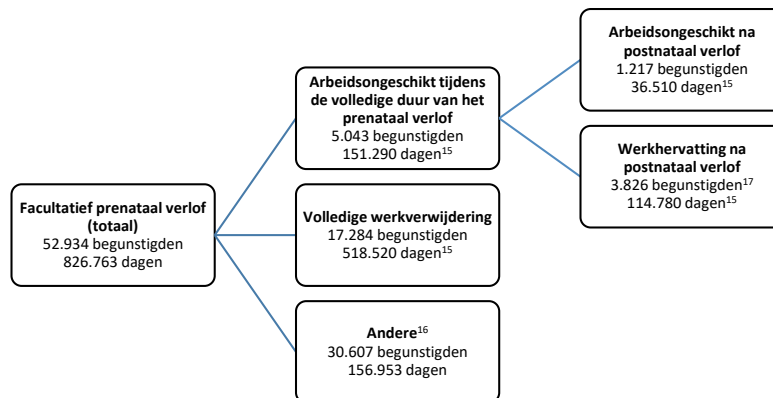 Facultatief prenataal verlof
(totaal)
52.934 begunstigden
826.763 dagen
Arbeidsongeschikt tijdens
de volledige duur van het
prenataal verlof
5.043 begunstigden
151.290 dagen¹⁵
Volledige werkverwijdering
17.284 begunstigden
518.520 dagen¹⁵
Andere¹⁶
30.607 begunstigden
156.953 dagen
Arbeidsongeschikt na
postnataal verlof
1.217 begunstigden
36.510 dagen¹⁵
Werkhervatting na
postnataal verlof
3.826 begunstigden¹⁷
114.780 dagen¹⁵